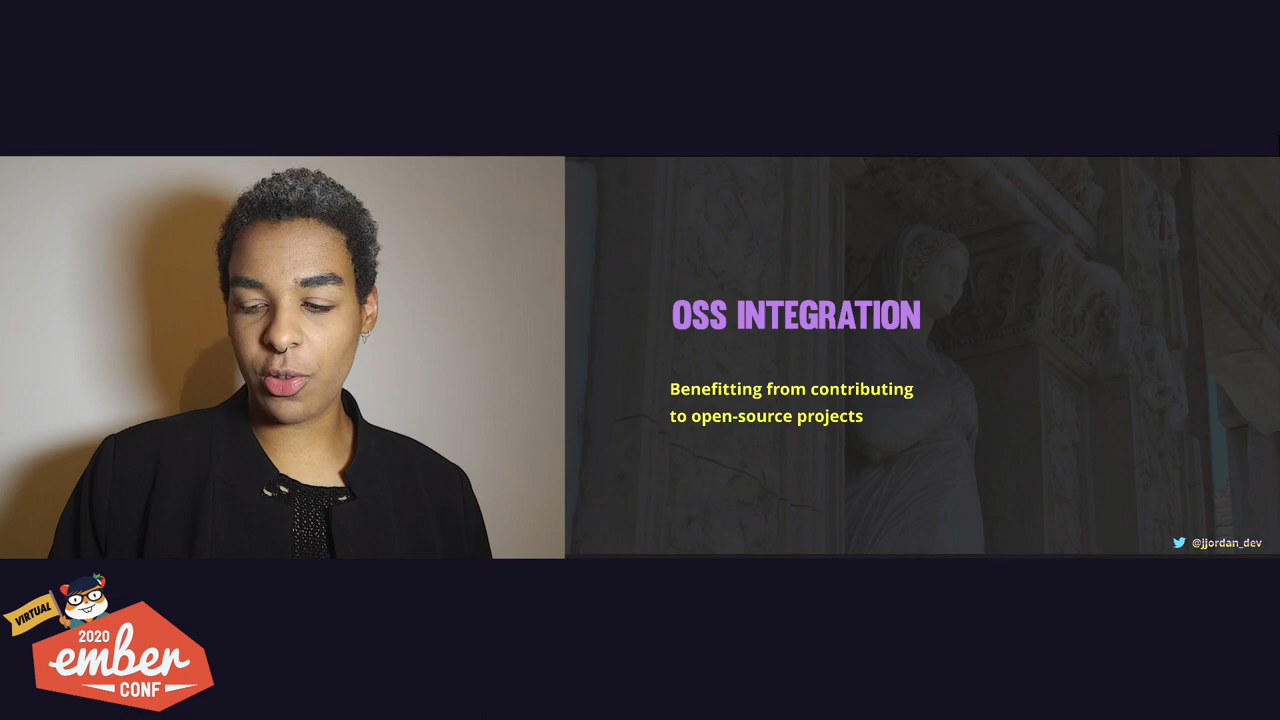 OSS INTEGRATION
Benefitting from contributing
to open-source projects
@jjordan_dev
VIRTUAL
2020
ember
CONF